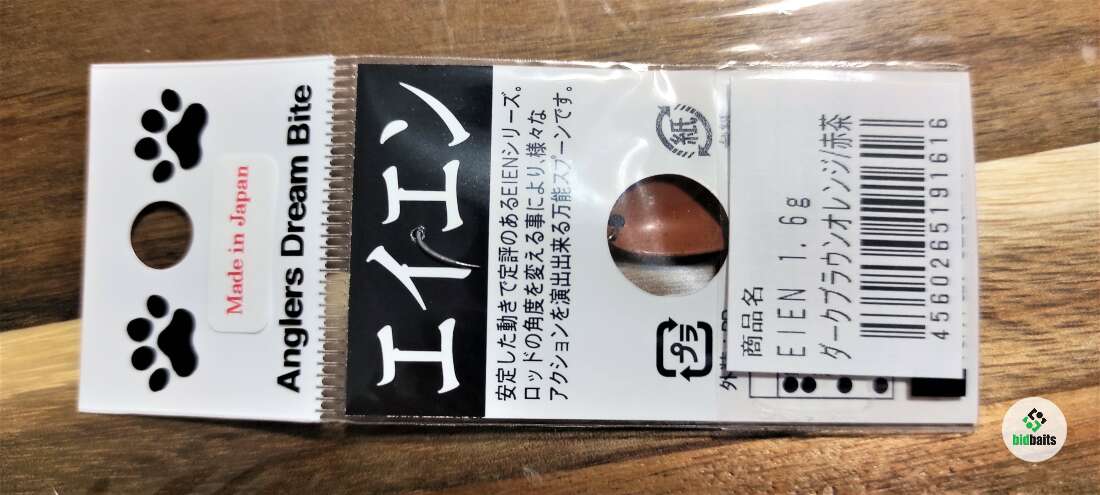 Made in Japan
Anglers Dream Bite
エイエン
安定した動きで定評のあるEIENシリーズ。
ロッドの角度を変える事により、様々な
アクションを演出出来る万能スプーンです。
紙
台紙
プラ
外装
商品名
EIEN 1.6g
ダークブラウンオレンジ/赤茶
4560265191616
bidbaits